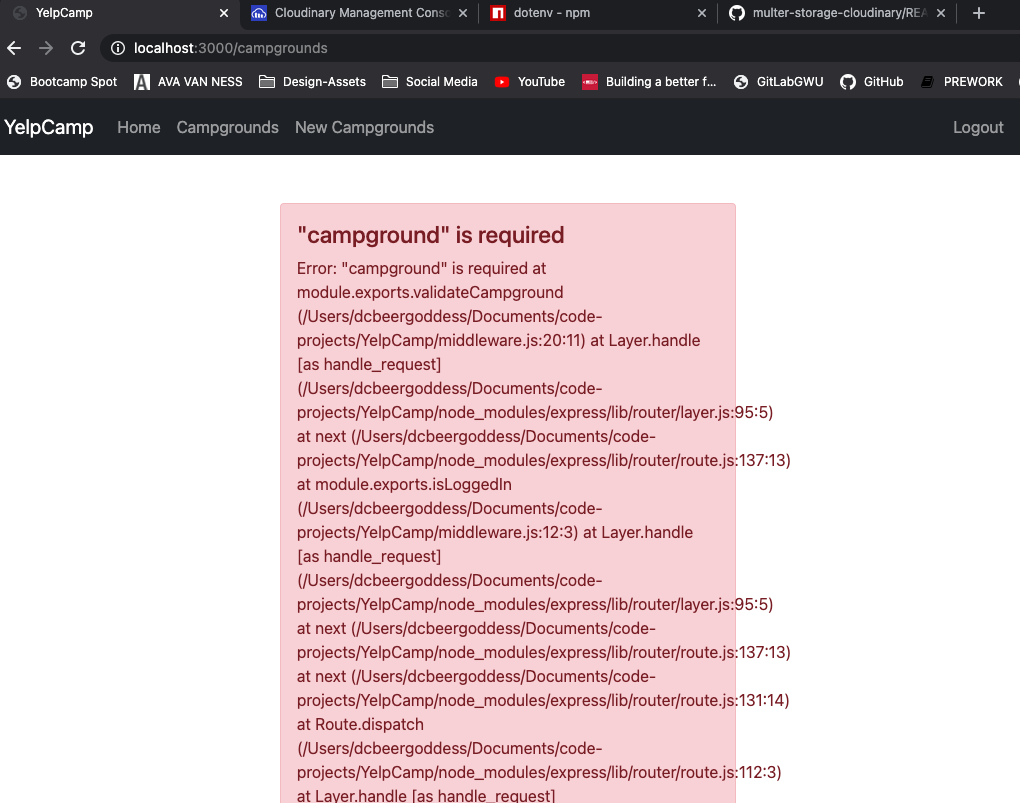 YelpCamp
Cloudinary Management Conso
dotenv - npm
multer-storage-cloudinary/REA
localhost:3000/campgrounds
Bootcamp Spot
AVA VAN NESS
Design-Assets
Social Media
YouTube
Building a better f...
GitLabGWU
GitHub
PREWORK
YelpCamp
Home
Campgrounds
New Campgrounds
Logout
"campground" is required
Error: "campground" is required at
module.exports.validateCampground
(/Users/dcbeergoddess/Documents/code-
projects/YelpCamp/middleware.js:20:11) at Layer.handle
[as handle_request]
(/Users/dcbeergoddess/Documents/code-
projects/YelpCamp/node_modules/express/lib/router/layer.js:95:5)
at next (/Users/dcbeergoddess/Documents/code-
projects/YelpCamp/node_modules/express/lib/router/route.js:137:13)
at module.exports.isLoggedIn
(/Users/dcbeergoddess/Documents/code-
projects/YelpCamp/middleware.js:12:3) at Layer.handle
[as handle_request]
(/Users/dcbeergoddess/Documents/code-
projects/YelpCamp/node_modules/express/lib/router/layer.js:95:5)
at next (/Users/dcbeergoddess/Documents/code-
projects/YelpCamp/node_modules/express/lib/router/route.js:137:13)
at next (/Users/dcbeergoddess/Documents/code-
projects/YelpCamp/node_modules/express/lib/router/route.js:131:14)
at Route.dispatch
(/Users/dcbeergoddess/Documents/code-
projects/YelpCamp/node_modules/express/lib/router/route.js:112:3)
at Layer.handle [as handle_request]